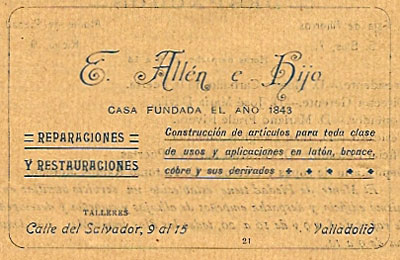 E. Allén e Hijo
CASA FUNDADA EL AÑO 1843
REPARACIONES
Y RESTAURACIONES
Construcción de artículos para toda clase
de usos y aplicaciones en latón, bronce,
cobre y sus derivados
TALLERES
Calle del Salvador, 9 al 15
Valladolid
21